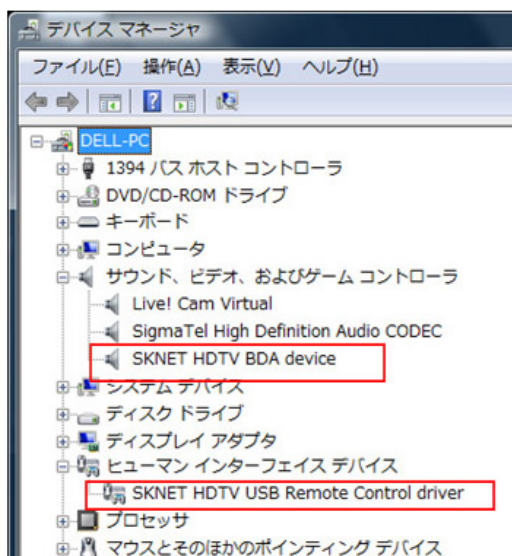 デバイス マネージャ
ファイル(F) 操作(A) 表示(V) ヘルプ(H)
DELL-PC
1394 バス ホスト コントローラ
DVD/CD-ROM ドライブ
キーボード
コンピュータ
サウンド、ビデオ、およびゲーム コントローラ
Live! Cam Virtual
SigmaTel High Definition Audio CODEC
SKNET HDTV BDA device
システム デバイス
ディスク ドライブ
ディスプレイ アダプタ
ヒューマン インターフェイス デバイス
SKNET HDTV USB Remote Control driver
プロセッサ
マウスとそのほかのポインティング デバイス